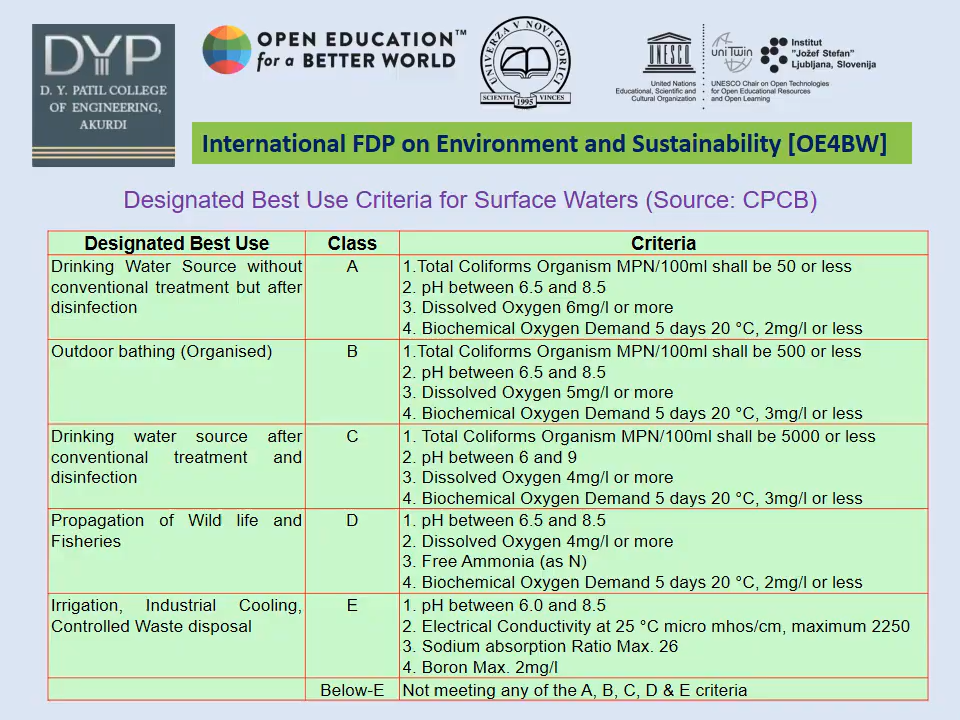 DYP
D. Y. PATIL COLLEGE
OF ENGINEERING,
AKURDI
OPEN EDUCATION™
for a BETTER WORLD
UNIVERZA V NOVI GORICI
SCIENTIA VINCES
1995
UNESCO
United Nations
Educational, Scientific and
Cultural Organization
uniTwin
Institut
"Jožef Stefan"
Ljubljana, Slovenija
UNESCO Chair on Open Technologies
for Open Educational Resources
and Open Learning
International FDP on Environment and Sustainability [OE4BW]
Designated Best Use Criteria for Surface Waters (Source: CPCB)
Designated Best Use Class Criteria
Drinking Water Source without
conventional treatment but after
disinfection
A
1.Total Coliforms Organism MPN/100ml shall be 50 or less
2. pH between 6.5 and 8.5
3. Dissolved Oxygen 6mg/l or more
4. Biochemical Oxygen Demand 5 days 20 °C, 2mg/l or less
Outdoor bathing (Organised)
B
1.Total Coliforms Organism MPN/100ml shall be 500 or less
2. pH between 6.5 and 8.5
3. Dissolved Oxygen 5mg/l or more
4. Biochemical Oxygen Demand 5 days 20 °C, 3mg/l or less
Drinking water source after
conventional treatment and
disinfection
C
1. Total Coliforms Organism MPN/100ml shall be 5000 or less
2. pH between 6 and 9
3. Dissolved Oxygen 4mg/l or more
4. Biochemical Oxygen Demand 5 days 20 °C, 3mg/l or less
Propagation of Wild life and
Fisheries
D
1. pH between 6.5 and 8.5
2. Dissolved Oxygen 4mg/l or more
3. Free Ammonia (as N)
4. Biochemical Oxygen Demand 5 days 20 °C, 2mg/l or less
Irrigation, Industrial Cooling,
Controlled Waste disposal
E
1. pH between 6.0 and 8.5
2. Electrical Conductivity at 25 °C micro mhos/cm, maximum 2250
3. Sodium absorption Ratio Max. 26
4. Boron Max. 2mg/l
Below-E
Not meeting any of the A, B, C, D & E criteria